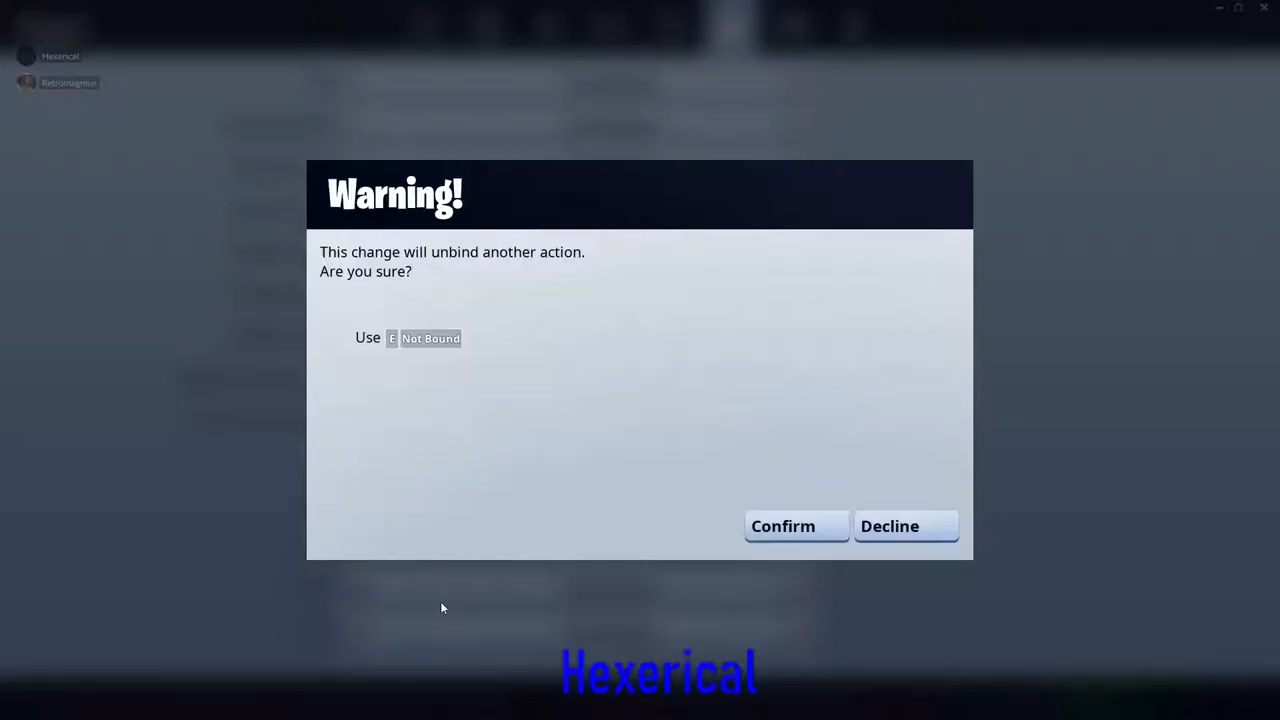 Hexerical
Retromagmus
Warning!
This change will unbind another action.
Are you sure?
Use E Not Bound
Confirm Decline
Hexerical